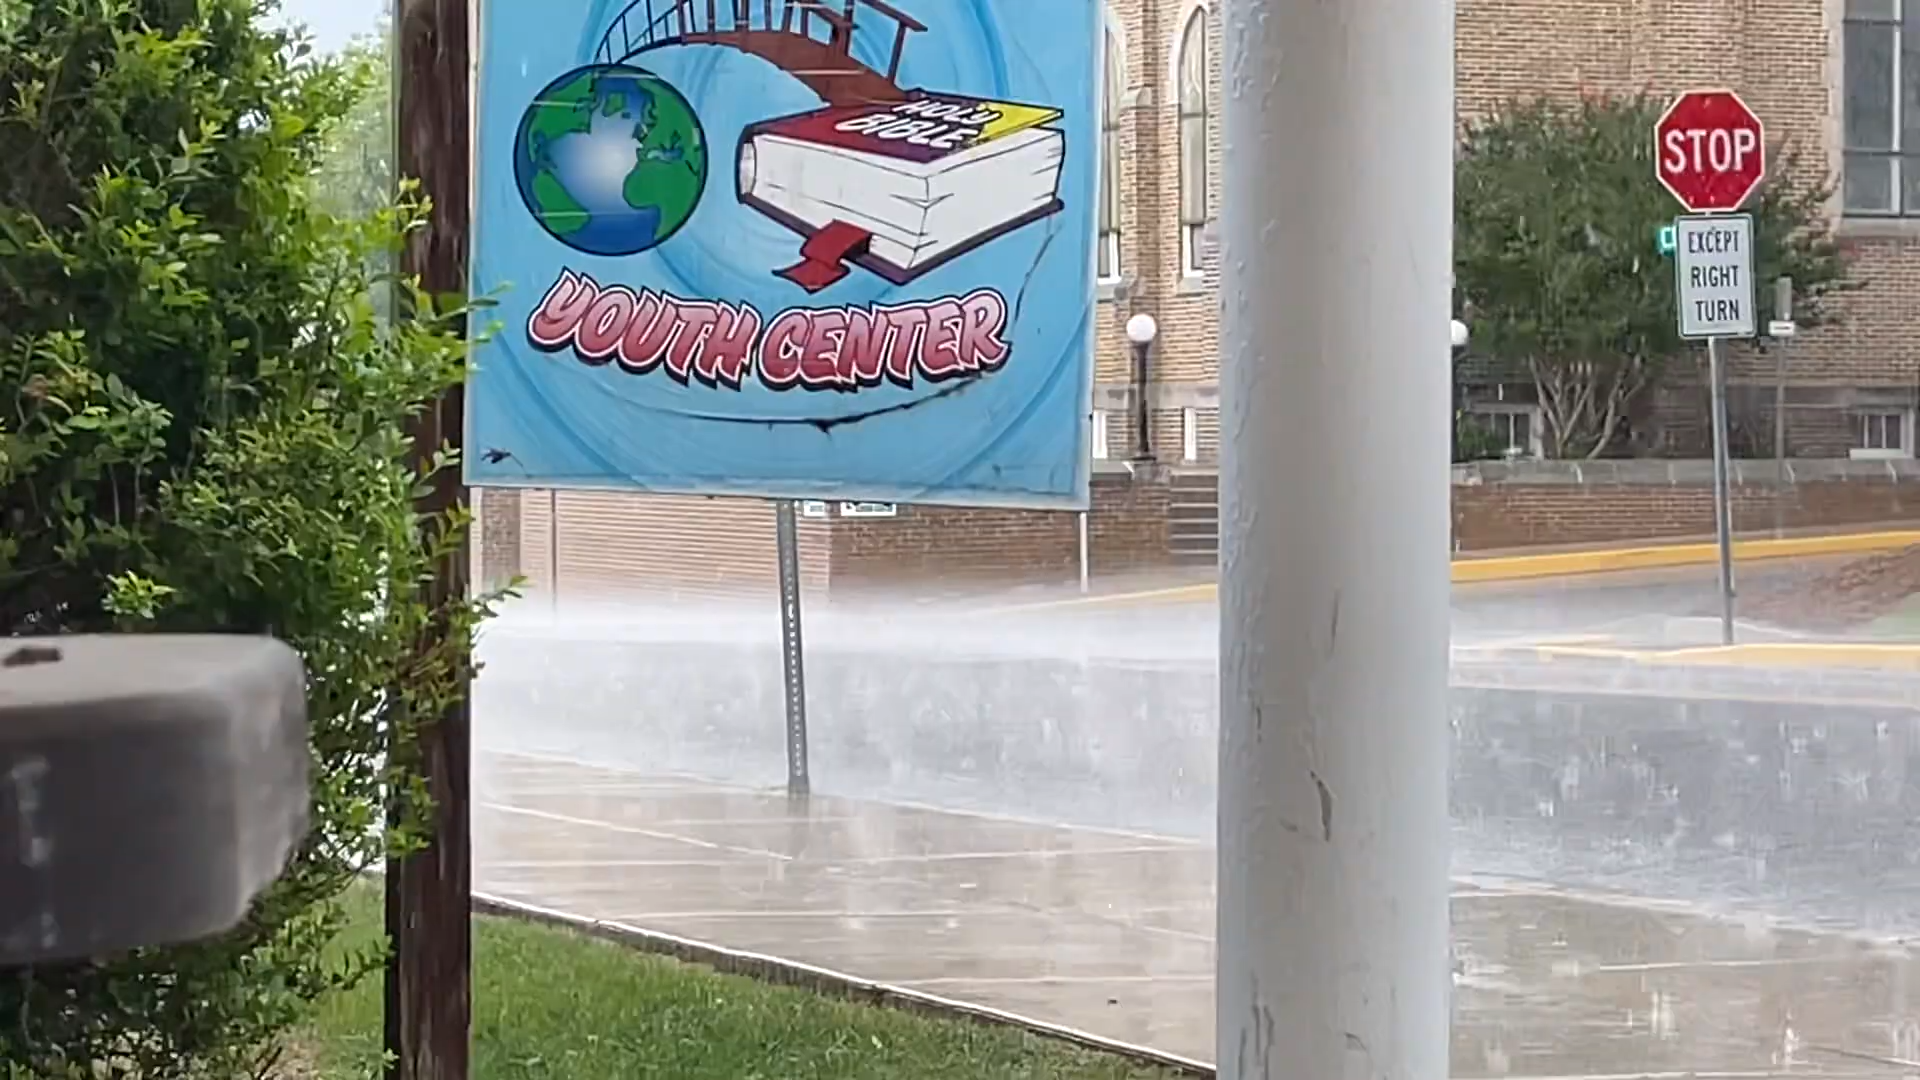 HOLY
BIBLE
YOUTH CENTER
STOP
EXCEPT
RIGHT
TURN